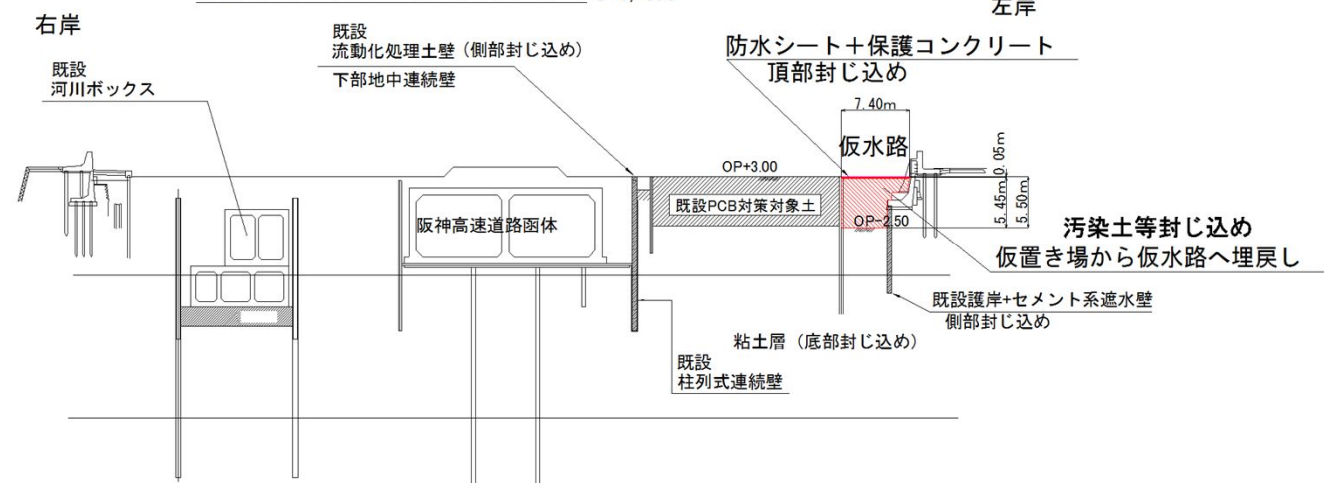 右岸
左岸
既設
流動化処理土壁（側部封じ込め）
下部地中連続壁
防水シート＋保護コンクリート
頂部封じ込め
既設
河川ボックス
7.40m
仮水路
0.05m
OP+3.00
5.45m
5.50m
既設PCB対策対象土
阪神高速道路函体
OP-2.50
汚染土等封じ込め
仮置き場から仮水路へ埋戻し
既設護岸+セメント系遮水壁
側部封じ込め
粘土層（底部封じ込め）
既設
柱列式連続壁